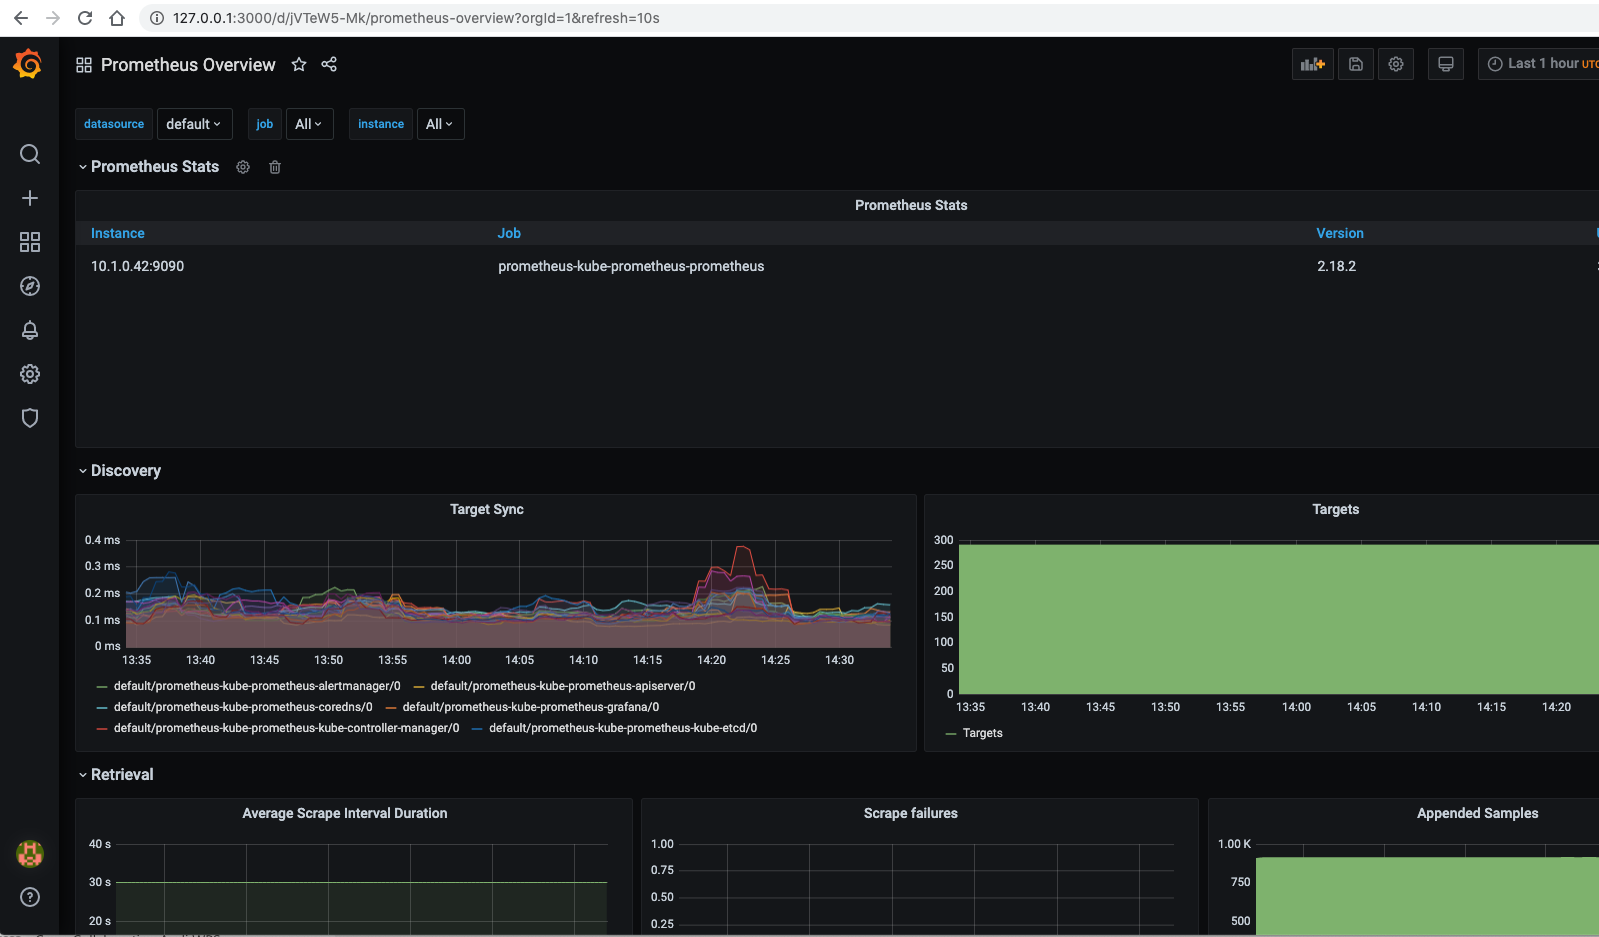 127.0.0.1:3000/d/jVTeW5-Mk/prometheus-overview?orgId=1&refresh=10s
Prometheus Overview
Last 1 hour UTC
datasource default job All instance All
Prometheus Stats
Prometheus Stats
Instance Job Version
10.1.0.42:9090 prometheus-kube-prometheus-prometheus 2.18.2
Discovery
Target Sync
0.4 ms
0.3 ms
0.2 ms
0.1 ms
0 ms
13:35 13:40 13:45 13:50 13:55 14:00 14:05 14:10 14:15 14:20 14:25 14:30
default/prometheus-kube-prometheus-alertmanager/0 default/prometheus-kube-prometheus-apiserver/0
default/prometheus-kube-prometheus-coredns/0 default/prometheus-kube-prometheus-grafana/0
default/prometheus-kube-prometheus-kube-controller-manager/0 default/prometheus-kube-prometheus-kube-etcd/0
Targets
300
250
200
150
100
50
0
13:35 13:40 13:45 13:50 13:55 14:00 14:05 14:10 14:15 14:20
Targets
Retrieval
Average Scrape Interval Duration
40 s
30 s
20 s
Scrape failures
1.00
0.75
0.50
0.25
Appended Samples
1.00 K
750
500